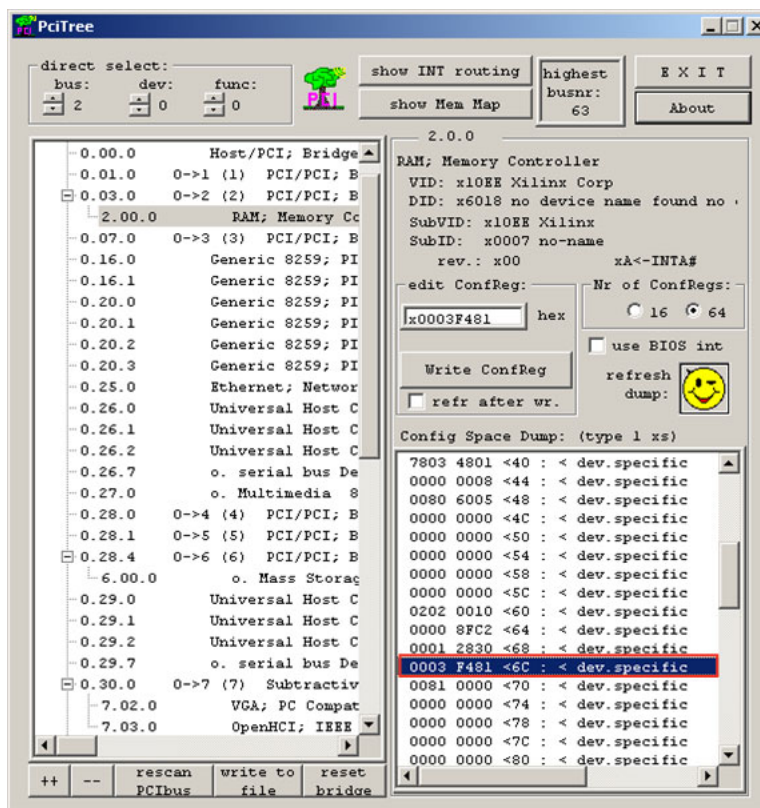 PciTree
direct select:
bus: dev: func:
2 0 0
PCI
show INT routing
show Mem Map
highest
busnr:
63
E X I T
About
0.00.0 Host/PCI; Bridge
0.01.0 0->1 (1) PCI/PCI; B
0.03.0 0->2 (2) PCI/PCI; B
2.00.0 RAM; Memory Cc
0.07.0 0->3 (3) PCI/PCI; B
0.16.0 Generic 8259; PI
0.16.1 Generic 8259; PI
0.20.0 Generic 8259; PI
0.20.1 Generic 8259; PI
0.20.2 Generic 8259; PI
0.20.3 Generic 8259; PI
0.25.0 Ethernet; Networ
0.26.0 Universal Host C
0.26.1 Universal Host C
0.26.2 Universal Host C
0.26.7 o. serial bus De
0.27.0 o. Multimedia 8
0.28.0 0->4 (4) PCI/PCI; B
0.28.1 0->5 (5) PCI/PCI; B
0.28.4 0->6 (6) PCI/PCI; B
6.00.0 o. Mass Storag
0.29.0 Universal Host C
0.29.1 Universal Host C
0.29.2 Universal Host C
0.29.7 o. serial bus De
0.30.0 0->7 (7) Subtractiv
7.02.0 VGA; PC Compat
7.03.0 OpenHCI; IEEE
++ -- rescan PCIbus write to file reset bridge
2.0.0
RAM; Memory Controller
VID: x10EE Xilinx Corp
DID: x6018 no device name found no
SubVID: x10EE Xilinx
SubID: x0007 no-name
rev.: x00 xA<-INTA#
edit ConfReg:
x0003F481 hex
Nr of ConfRegs:
16 64
Write ConfReg
refr after wr.
use BIOS int
refresh
dump:
Config Space Dump: (type 1 xs)
7803 4801 <40 : < dev.specific
0000 0008 <44 : < dev.specific
0080 6005 <48 : < dev.specific
0000 0000 <4C : < dev.specific
0000 0000 <50 : < dev.specific
0000 0000 <54 : < dev.specific
0000 0000 <58 : < dev.specific
0000 0000 <5C : < dev.specific
0202 0010 <60 : < dev.specific
0000 8FC2 <64 : < dev.specific
0001 2830 <68 : < dev.specific
0003 F481 <6C : < dev.specific
0081 0000 <70 : < dev.specific
0000 0000 <74 : < dev.specific
0000 0000 <78 : < dev.specific
0000 0000 <7C : < dev.specific
0000 0000 <80 : < dev.specific